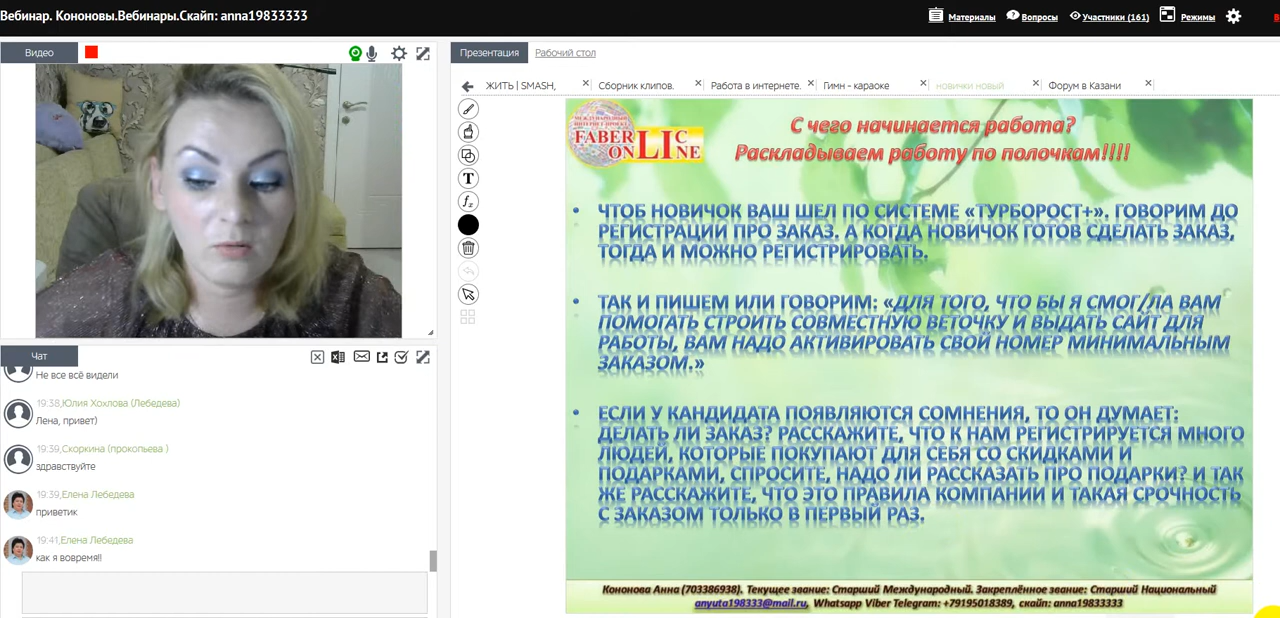 Вебинар. Кононовы.Вебинары.Скайп: anna19833333
Материалы
Вопросы
Участники (161)
Режимы
Видео
Презентация
Рабочий стол
ЖИТЬ | SMASH,
Сборник клипов.
Работа в интернете.
Гимн - караоке
новички новый
Форум в Казани
T
fx
МЕЖДУНАРОДНЫЙ
ИНТЕРНЕТ-ПРОЕКТ
FABERLIC
ONLINE
С чего начинается работа?
Раскладываем работу по полочкам!!!!
• ЧТОБ НОВИЧОК ВАШ ШЕЛ ПО СИСТЕМЕ «ТУРБОРОСТ+». ГОВОРИМ ДО
РЕГИСТРАЦИИ ПРО ЗАКАЗ. А КОГДА НОВИЧОК ГОТОВ СДЕЛАТЬ ЗАКАЗ,
ТОГДА И МОЖНО РЕГИСТРИРОВАТЬ.
• ТАК И ПИШЕМ ИЛИ ГОВОРИМ: «ДЛЯ ТОГО, ЧТО БЫ Я СМОГ/ЛА ВАМ
ПОМОГАТЬ СТРОИТЬ СОВМЕСТНУЮ ВЕТОЧКУ И ВЫДАТЬ САЙТ ДЛЯ
РАБОТЫ, ВАМ НАДО АКТИВИРОВАТЬ СВОЙ НОМЕР МИНИМАЛЬНЫМ
ЗАКАЗОМ.»
• ЕСЛИ У КАНДИДАТА ПОЯВЛЯЮТСЯ СОМНЕНИЯ, ТО ОН ДУМАЕТ:
ДЕЛАТЬ ЛИ ЗАКАЗ? РАССКАЖИТЕ, ЧТО К НАМ РЕГИСТРИРУЕТСЯ МНОГО
ЛЮДЕЙ, КОТОРЫЕ ПОКУПАЮТ ДЛЯ СЕБЯ СО СКИДКАМИ И
ПОДАРКАМИ, СПРОСИТЕ, НАДО ЛИ РАССКАЗАТЬ ПРО ПОДАРКИ? И ТАК
ЖЕ РАССКАЖИТЕ, ЧТО ЭТО ПРАВИЛА КОМПАНИИ И ТАКАЯ СРОЧНОСТЬ
С ЗАКАЗОМ ТОЛЬКО В ПЕРВЫЙ РАЗ.
Кононова Анна (703386938). Текущее звание: Старший Международный. Закреплённое звание: Старший Национальный
anyuta198333@mail.ru, Whatsapp Viber Telegram: +79195018389, скайп: anna19833333
Чат
Не все всё видели
19:38,Юлия Хохлова (Лебедева)
Лена, привет)
19:39,Скоркина (прокопьева )
здравствуйте
19:39,Елена Лебедева
приветик
19:41,Елена Лебедева
как я вовремя!!